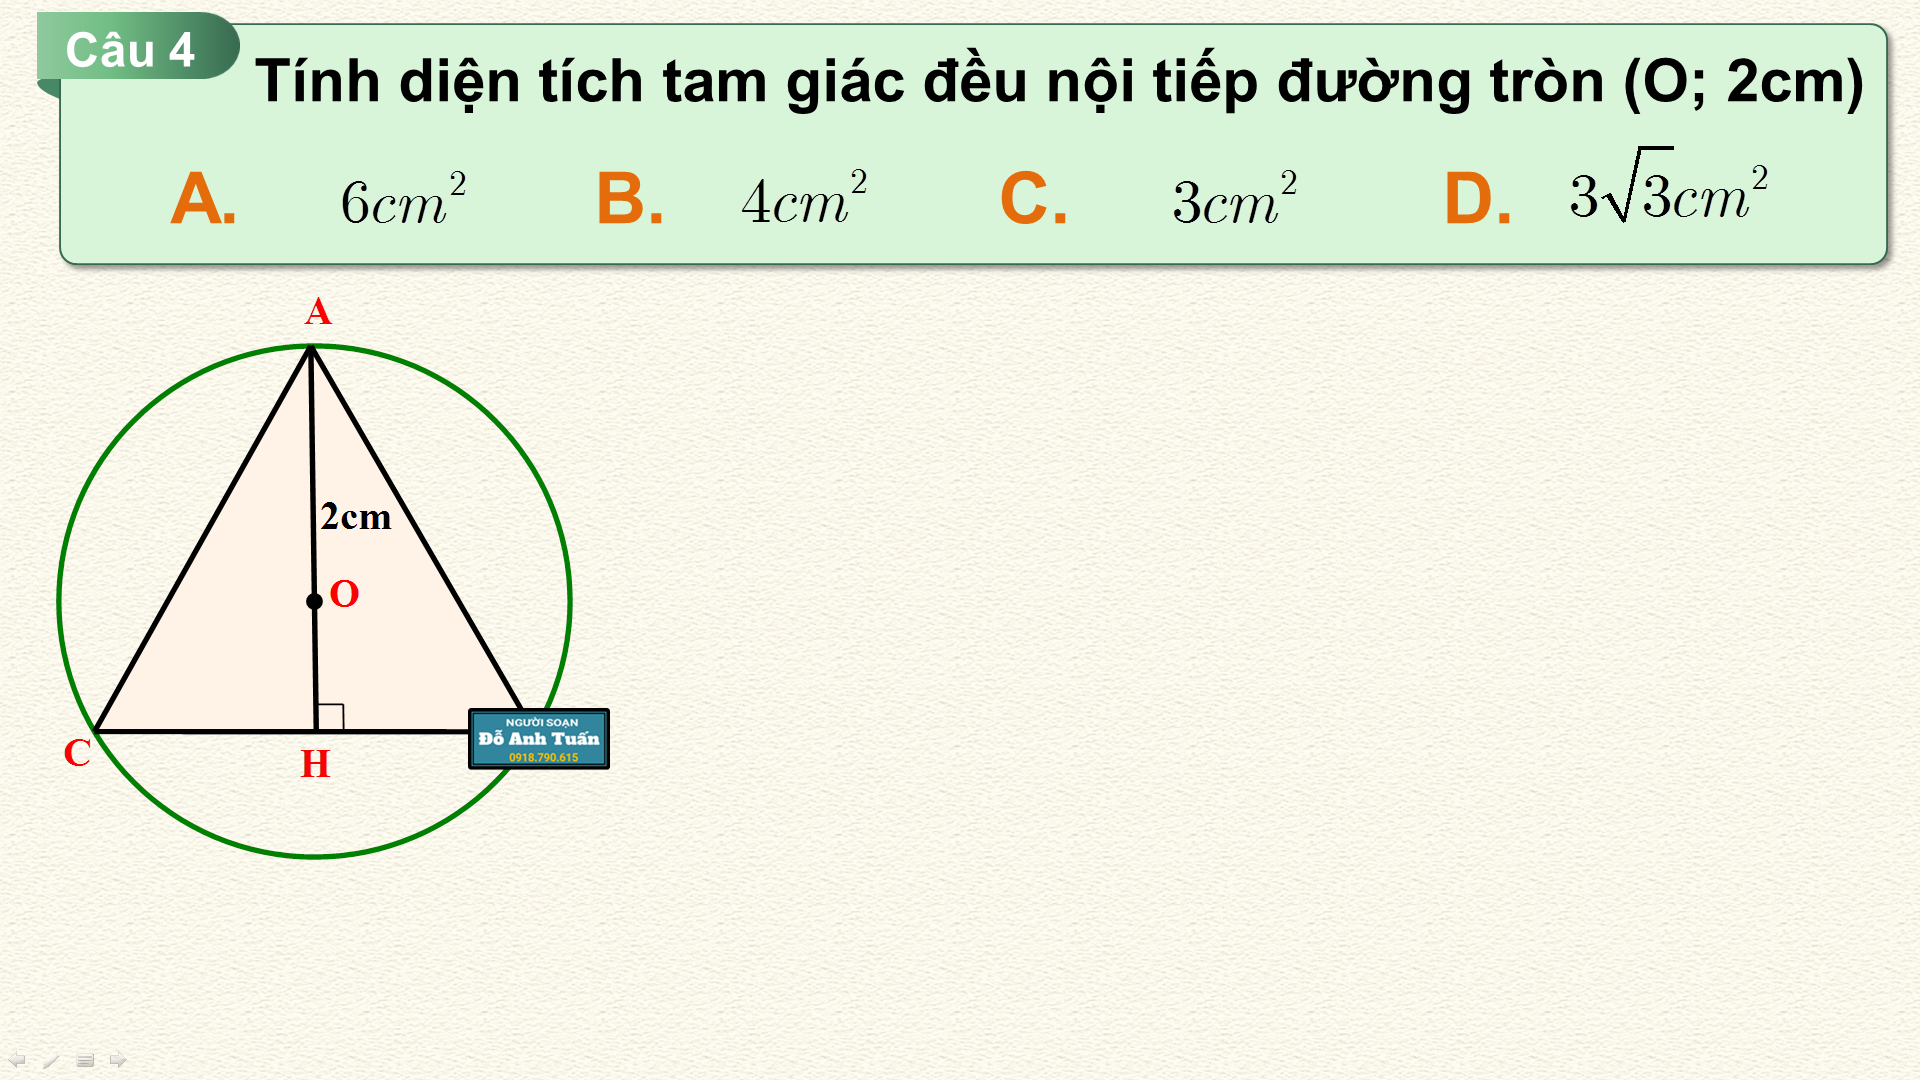 Câu 4
Tính diện tích tam giác đều nội tiếp đường tròn (O; 2cm)
A. 6cm² B. 4cm² C. 3cm² D. 3√3cm²
A
2cm
O
C
H
NGƯỜI SOẠN
Đỗ Anh Tuấn
0918.790.615